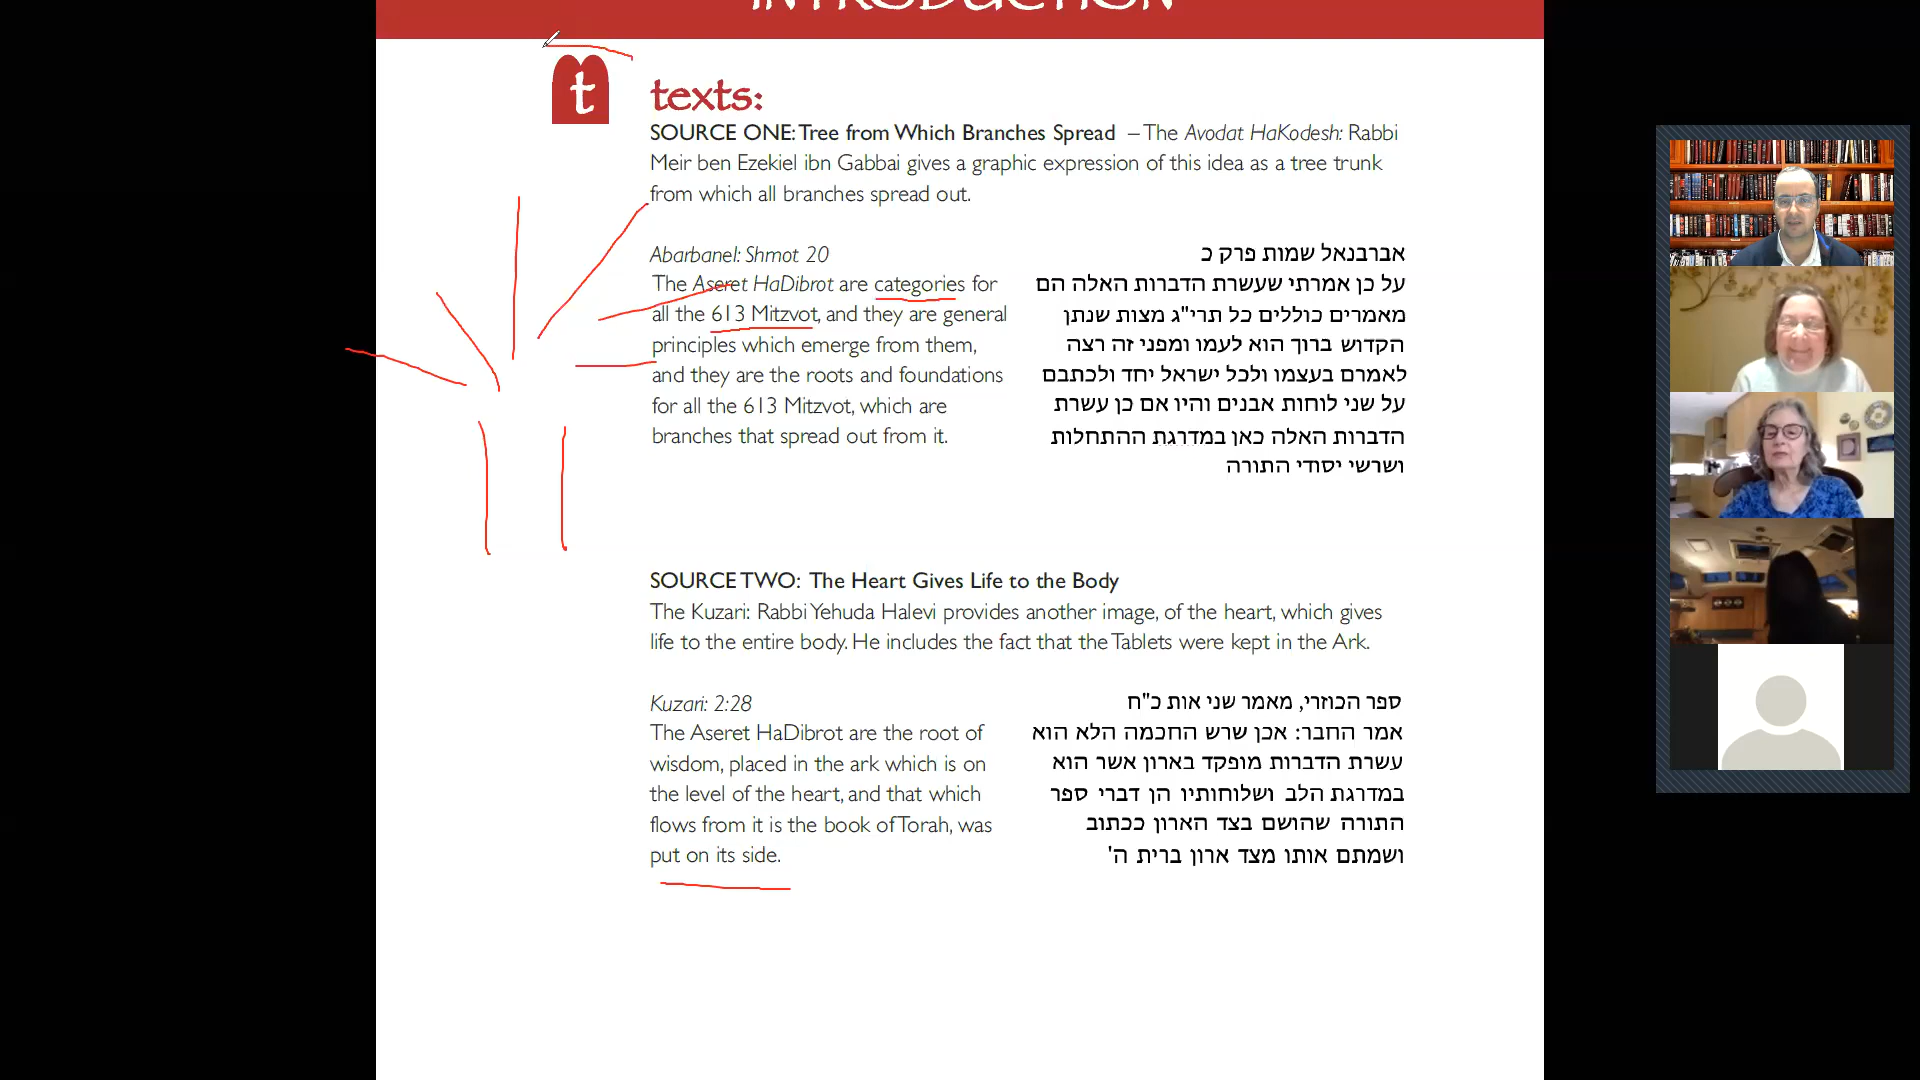 INTRODUCTION
t
texts:
SOURCE ONE: Tree from Which Branches Spread – The Avodat HaKodesh: Rabbi
Meir ben Ezekiel ibn Gabbai gives a graphic expression of this idea as a tree trunk
from which all branches spread out.
Abarbanel: Shmot 20
The Aseret HaDibrot are categories for
all the 613 Mitzvot, and they are general
principles which emerge from them,
and they are the roots and foundations
for all the 613 Mitzvot, which are
branches that spread out from it.
אברבנאל שמות פרק כ
על כן אמרתי שעשרת הדברות האלה הם
מאמרים כוללים כל תרי"ג מצות שנתן
הקדוש ברוך הוא לעמו ומפני זה רצה
לאמרם בעצמו ולכל ישראל יחד ולכתבם
על שני לוחות אבנים והיו אם כן עשרת
הדברות האלה כאן במדרגת ההתחלות
ושרשי יסודי התורה
SOURCE TWO: The Heart Gives Life to the Body
The Kuzari: Rabbi Yehuda Halevi provides another image, of the heart, which gives
life to the entire body. He includes the fact that the Tablets were kept in the Ark.
Kuzari: 2:28
The Aseret HaDibrot are the root of
wisdom, placed in the ark which is on
the level of the heart, and that which
flows from it is the book of Torah, was
put on its side.
ספר הכוזרי, מאמר שני אות כ"ח
אמר החבר: אכן שרש החכמה הלא הוא
עשרת הדברות מופקד בארון אשר הוא
במדרגת הלב ושלוחותיו הן דברי ספר
התורה שהושם בצד הארון ככתוב
ושמתם אותו מצד ארון ברית ה'